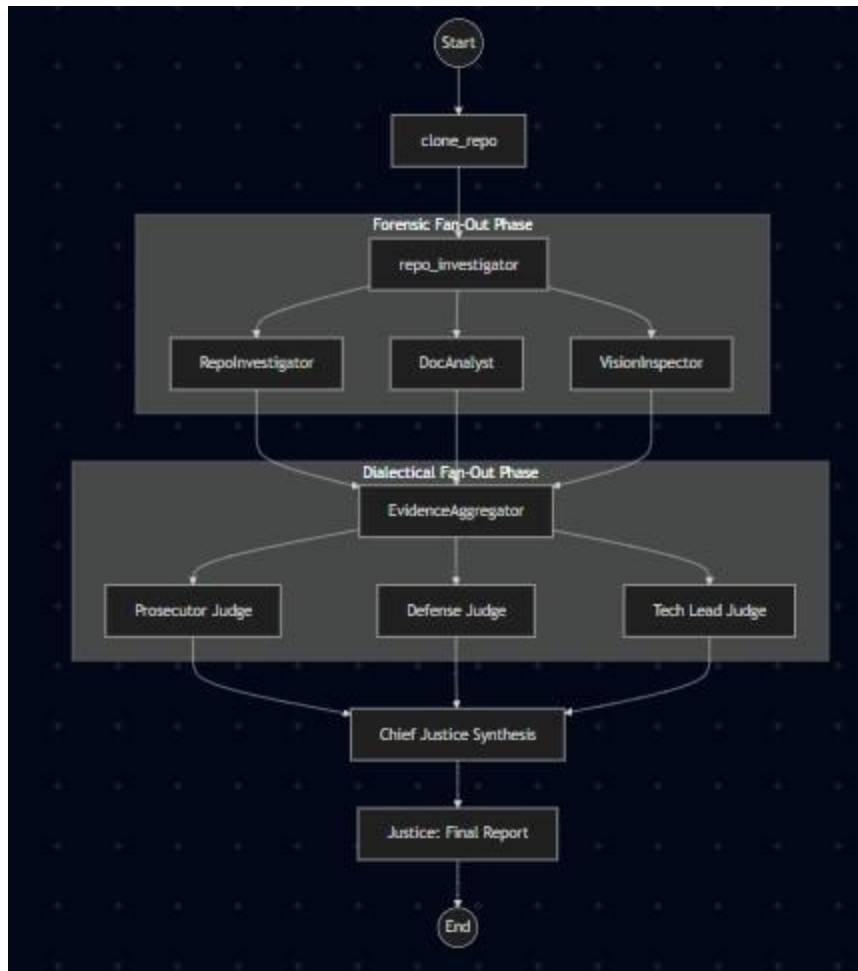 Start
clone_repo
Forensic Fan-Out Phase
repo_investigator
RepoInvestigator
DocAnalyst
VisionInspector
Dialectical Fan-Out Phase
EvidenceAggregator
Prosecutor Judge
Defense Judge
Tech Lead Judge
Chief Justice Synthesis
Justice: Final Report
End